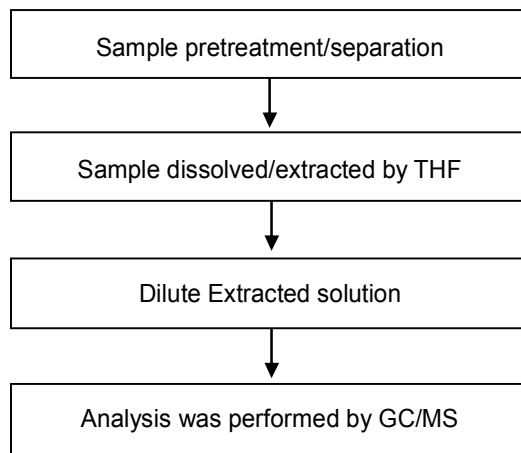 Sample pretreatment/separation
Sample dissolved/extracted by THF
Dilute Extracted solution
Analysis was performed by GC/MS